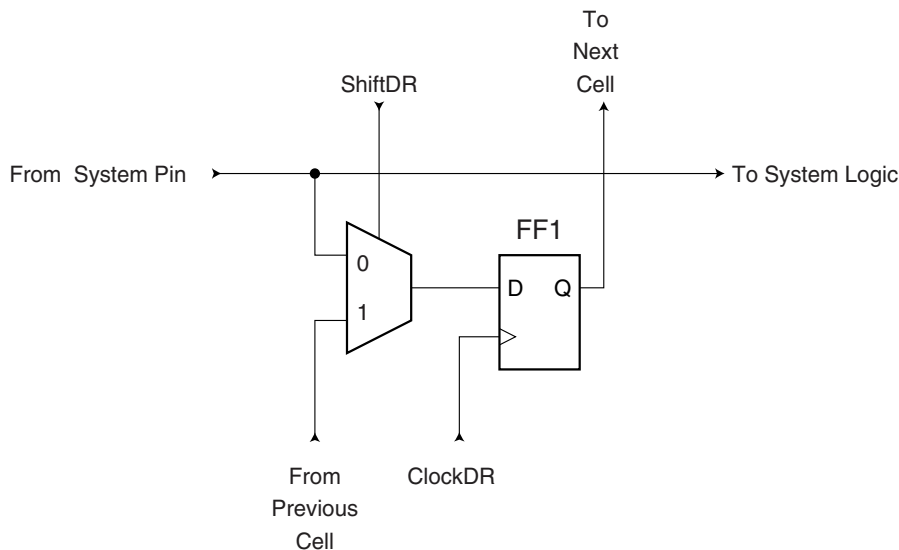 To
Next
Cell
ShiftDR
From System Pin
To System Logic
FF1
0
D Q
1
From
Previous
Cell
ClockDR